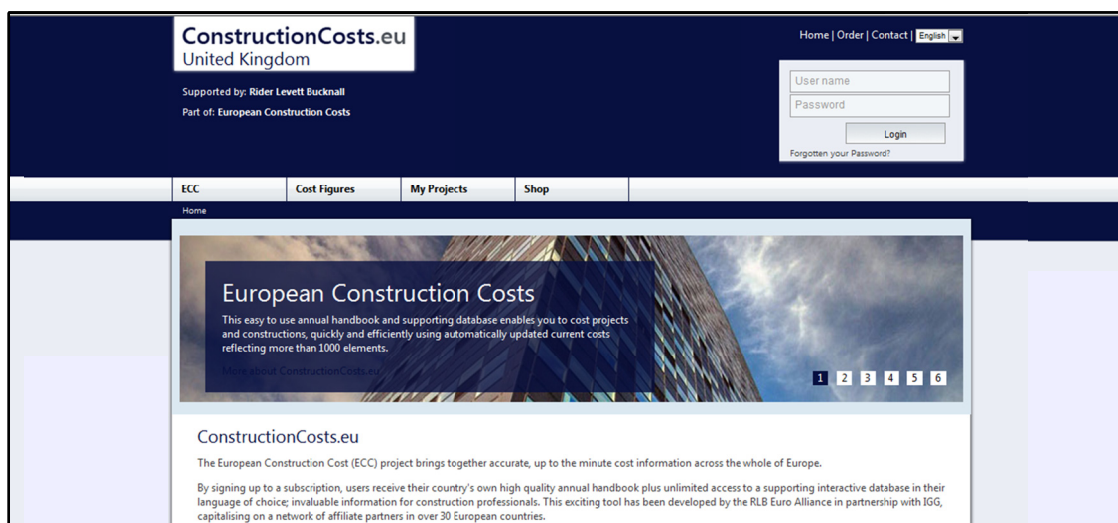 ConstructionCosts.eu
United Kingdom
Supported by: Rider Levett Bucknall
Part of: European Construction Costs
Home | Order | Contact | English
User name
Password
Login
Forgotten your Password?
ECC Cost Figures My Projects Shop
Home
European Construction Costs
This easy to use annual handbook and supporting database enables you to cost projects
and constructions, quickly and efficiently using automatically updated current costs
reflecting more than 1000 elements.
More about ConstructionCosts.eu
1 2 3 4 5 6
ConstructionCosts.eu
The European Construction Cost (ECC) project brings together accurate, up to the minute cost information across the whole of Europe.
By signing up to a subscription, users receive their country's own high quality annual handbook plus unlimited access to a supporting interactive database in their
language of choice; invaluable information for construction professionals. This exciting tool has been developed by the RLB Euro Alliance in partnership with IGG,
capitalising on a network of affiliate partners in over 30 European countries.